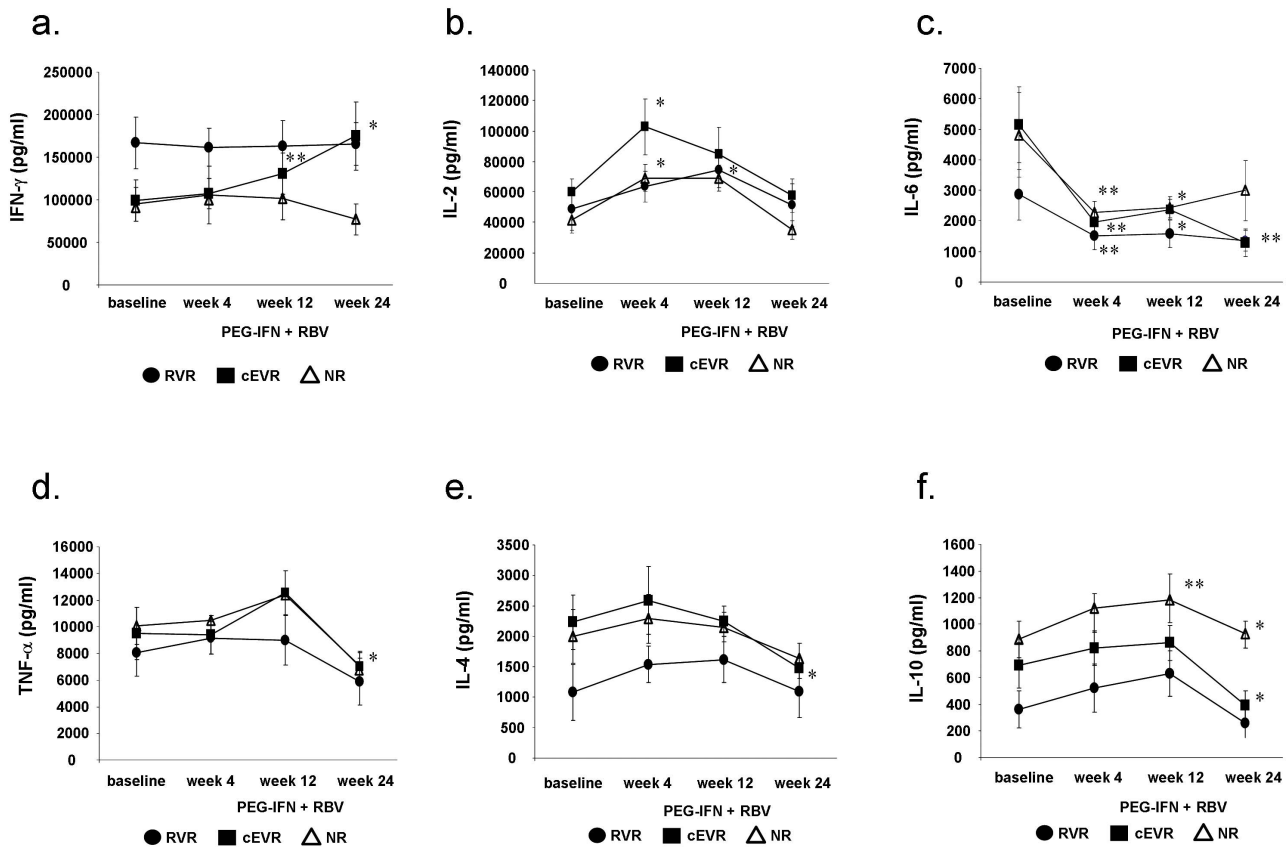 a.
IFN-γ (pg/ml)
250000
200000
150000
100000
50000
0
*
**
baseline week 4 week 12 week 24
PEG-IFN + RBV
RVR cEVR NR
b.
IL-2 (pg/ml)
140000
120000
100000
80000
60000
40000
20000
0
*
*
*
baseline week 4 week 12 week 24
PEG-IFN + RBV
RVR cEVR NR
c.
IL-6 (pg/ml)
7000
6000
5000
4000
3000
2000
1000
0
** *
** *
** **
baseline week 4 week 12 week 24
PEG-IFN + RBV
RVR cEVR NR
d.
TNF-α (pg/ml)
16000
14000
12000
10000
8000
6000
4000
2000
0
*
baseline week 4 week 12 week 24
PEG-IFN + RBV
RVR cEVR NR
e.
IL-4 (pg/ml)
3500
3000
2500
2000
1500
1000
500
0
*
baseline week 4 week 12 week 24
PEG-IFN + RBV
RVR cEVR NR
f.
IL-10 (pg/ml)
1600
1400
1200
1000
800
600
400
200
0
**
*
*
baseline week 4 week 12 week 24
PEG-IFN + RBV
RVR cEVR NR